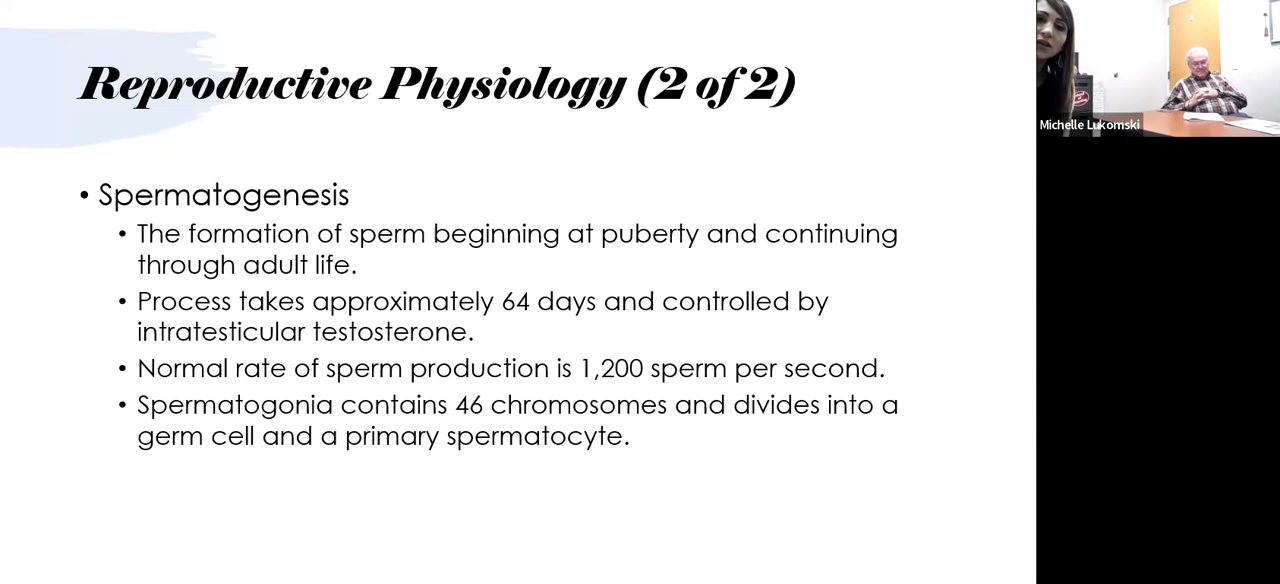 Reproductive Physiology (2 of 2)
• Spermatogenesis
• The formation of sperm beginning at puberty and continuing
through adult life.
• Process takes approximately 64 days and controlled by
intratesticular testosterone.
• Normal rate of sperm production is 1,200 sperm per second.
• Spermatogonia contains 46 chromosomes and divides into a
germ cell and a primary spermatocyte.
Michelle Lukomski